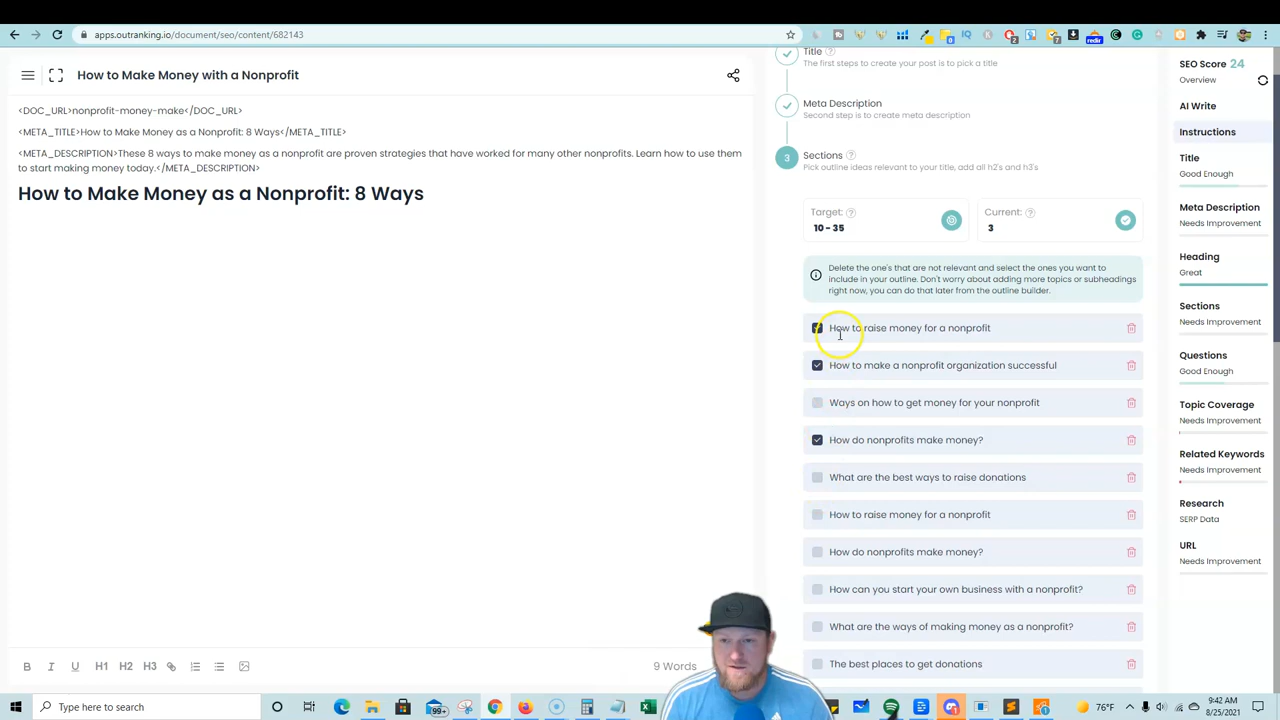 apps.outranking.io/document/seo/content/682143
How to Make Money with a Nonprofit
<DOC_URL>nonprofit-money-make</DOC_URL>
<META_TITLE>How to Make Money as a Nonprofit: 8 Ways</META_TITLE>
<META_DESCRIPTION>These 8 ways to make money as a nonprofit are proven strategies that have worked for many other nonprofits. Learn how to use them
to start making money today.</META_DESCRIPTION>
How to Make Money as a Nonprofit: 8 Ways
B I U H1 H2 H3
9 Words
Title
The first steps to create your post is to pick a title
Meta Description
Second step is to create meta description
3
Sections
Pick outline ideas relevant to your title, add all h2's and h3's
Target:
10 - 35
Current:
3
Delete the one's that are not relevant and select the ones you want to
include in your outline. Don't worry about adding more topics or subheadings
right now, you can do that later from the outline builder.
How to raise money for a nonprofit
How to make a nonprofit organization successful
Ways on how to get money for your nonprofit
How do nonprofits make money?
What are the best ways to raise donations
How to raise money for a nonprofit
How do nonprofits make money?
How can you start your own business with a nonprofit?
What are the ways of making money as a nonprofit?
The best places to get donations
SEO Score 24
Overview
AI Write
Instructions
Title
Good Enough
Meta Description
Needs Improvement
Heading
Great
Sections
Needs Improvement
Questions
Good Enough
Topic Coverage
Needs Improvement
Related Keywords
Needs Improvement
Research
SERP Data
URL
Needs Improvement
Type here to search
99+
76°F
9:42 AM
8/25/2021